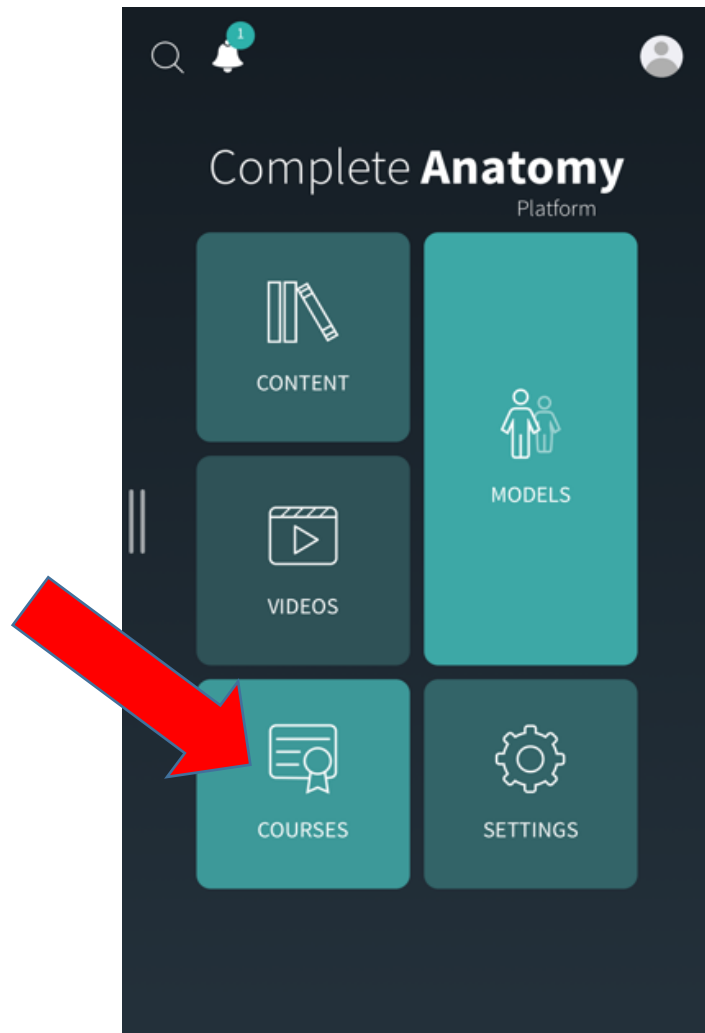 1
Complete Anatomy
Platform
CONTENT
MODELS
VIDEOS
COURSES
SETTINGS